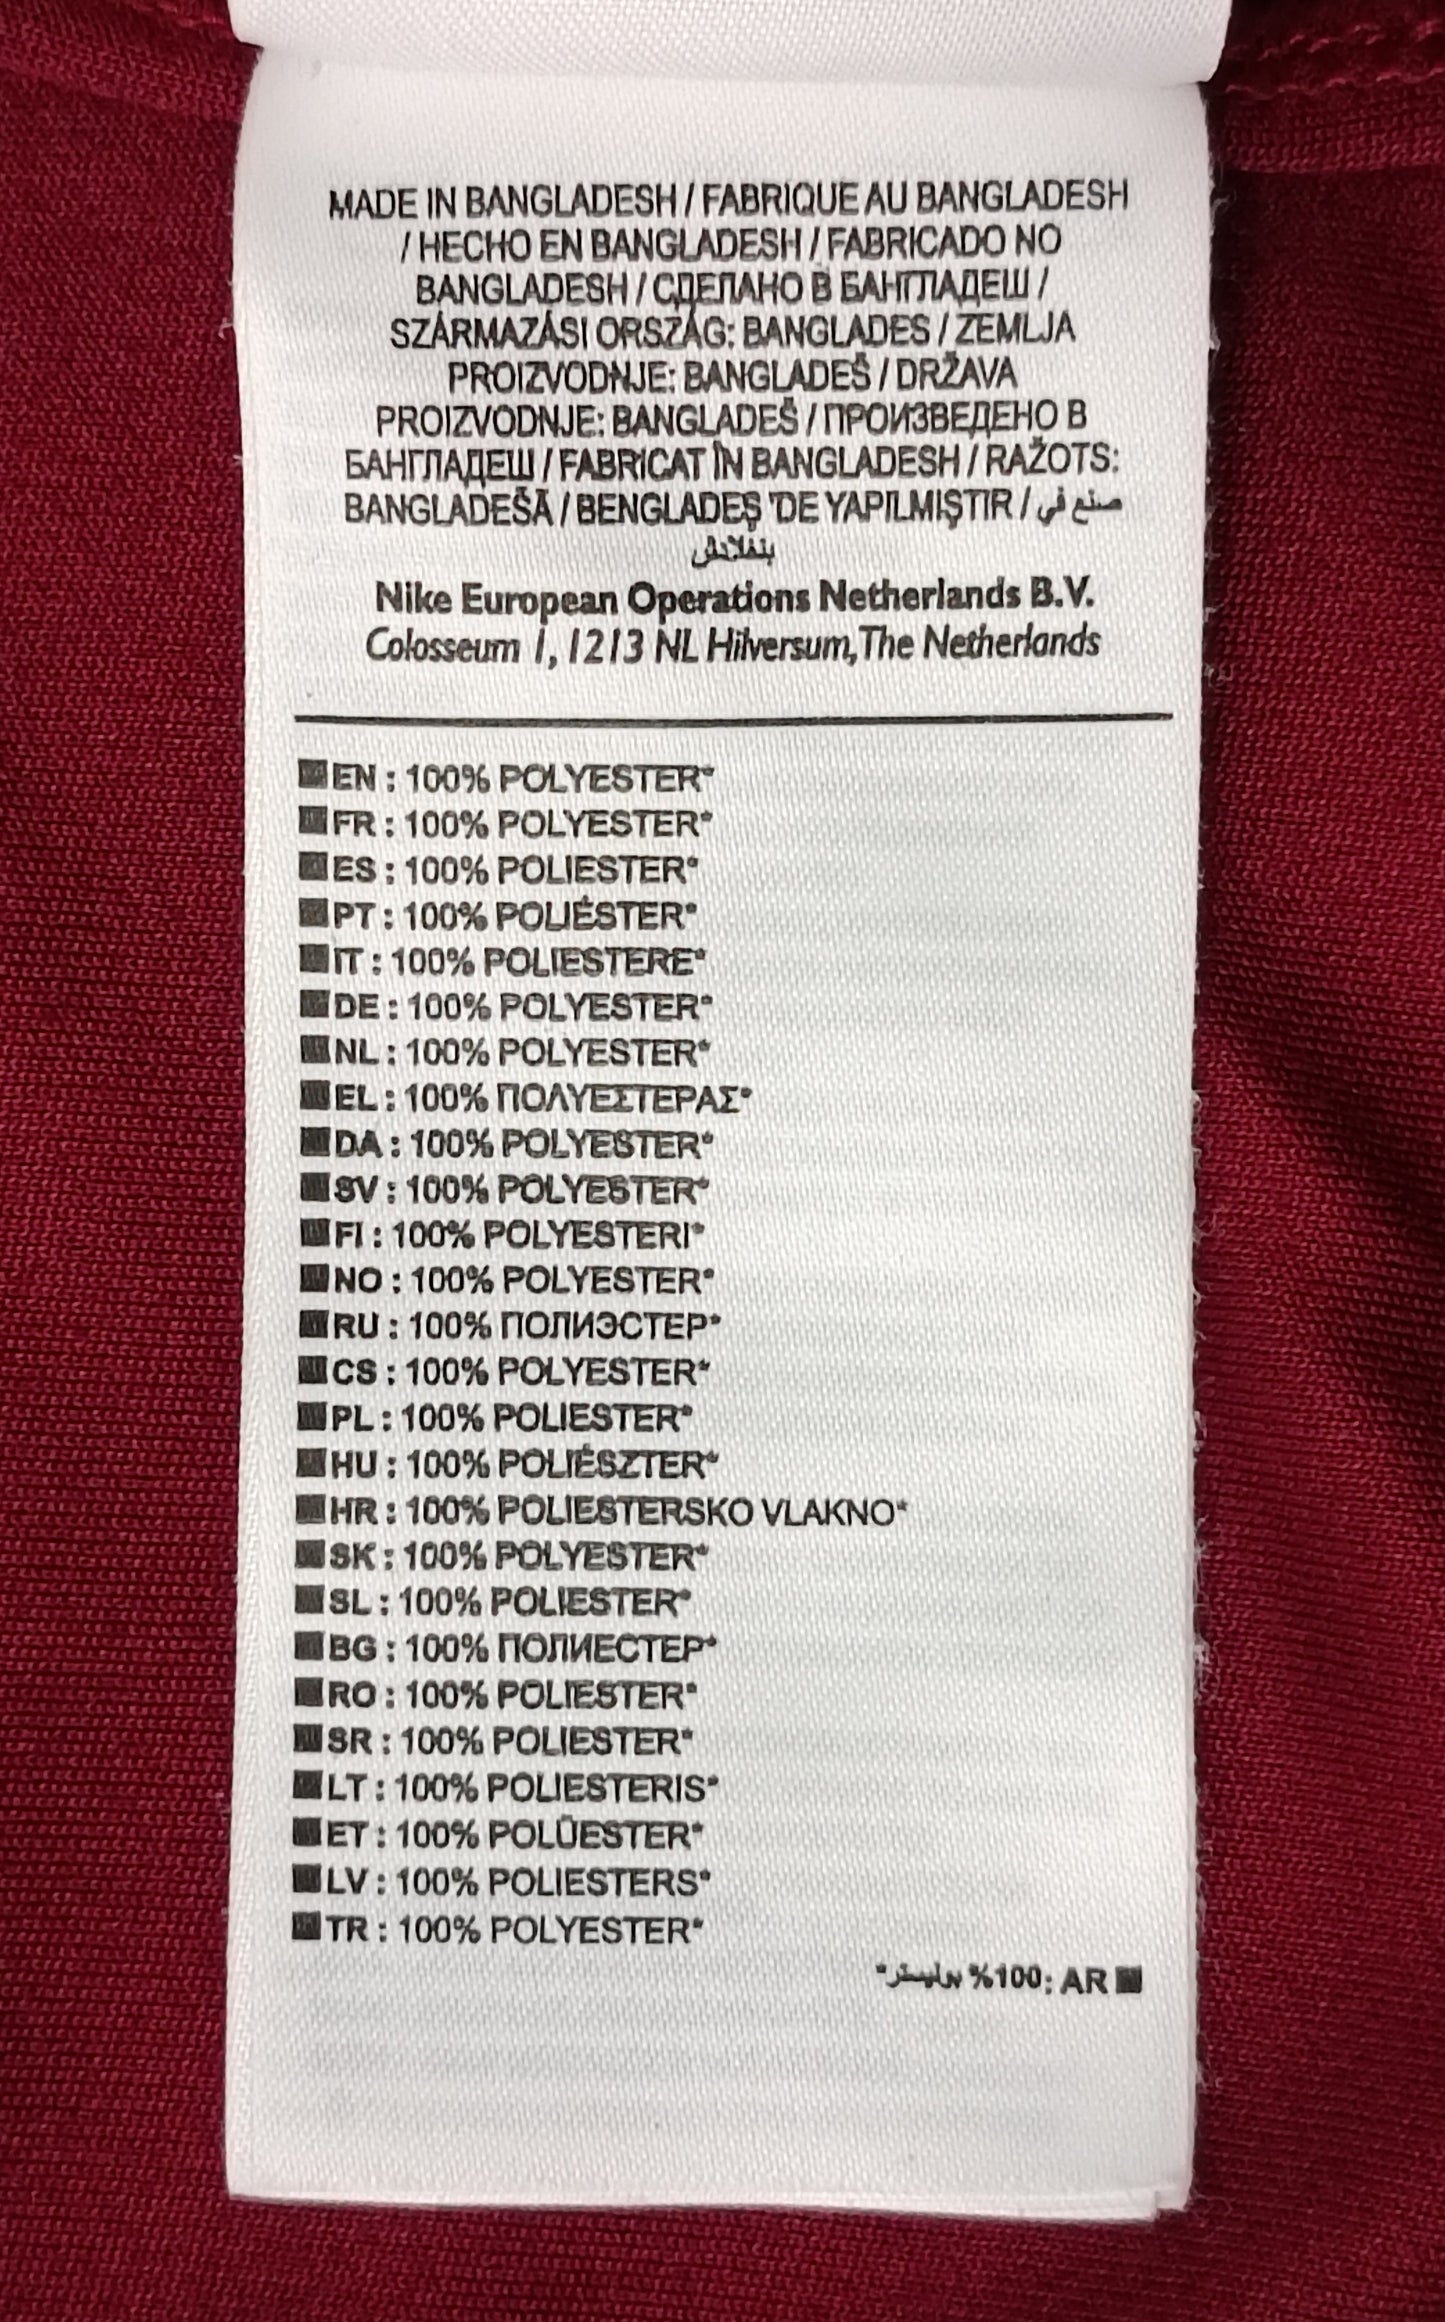 MADE IN BANGLADESH / FABRIQUE AU BANGLADESH
/ HECHO EN BANGLADESH / FABRICADO NO
BANGLADESH / СДЕЛАНО В БАНГЛАДЕШ /
SZÁRMAZÁSI ORSZÁG: BANGLADES / ZEMLJA
PROIZVODNJE: BANGLADEŠ / DRŽAVA
PROIZVODNJE: BANGLADEŠ / ПРОИЗВЕДЕНО В
БАНГЛАДЕШ / FABRICAT ÎN BANGLADESH / RAŽOTS:
BANGLADEŠĀ / BENGLADEŞ 'DE YAPILMIŞTIR / صنع في
بنغلادش
Nike European Operations Netherlands B.V.
Colosseum 1, 1213 NL Hilversum, The Netherlands
EN : 100% POLYESTER*
FR : 100% POLYESTER*
ES : 100% POLIESTER*
PT : 100% POLIÉSTER*
IT : 100% POLIESTERE*
DE : 100% POLYESTER*
NL : 100% POLYESTER*
EL : 100% ΠΟΛΥΕΣΤΕΡΑΣ*
DA : 100% POLYESTER*
SV : 100% POLYESTER*
FI : 100% POLYESTERI*
NO : 100% POLYESTER*
RU : 100% ПОЛИЭСТЕР*
CS : 100% POLYESTER*
PL : 100% POLIESTER*
HU : 100% POLIÉSZTER*
HR : 100% POLIESTERSKO VLAKNO*
SK : 100% POLYESTER*
SL : 100% POLIESTER*
BG : 100% ПОЛИЕСТЕР*
RO : 100% POLIESTER*
SR : 100% POLIESTER*
LT : 100% POLIESTERIS*
ET : 100% POLÜESTER*
LV : 100% POLIESTERS*
TR : 100% POLYESTER*
AR :100% بوليستر*